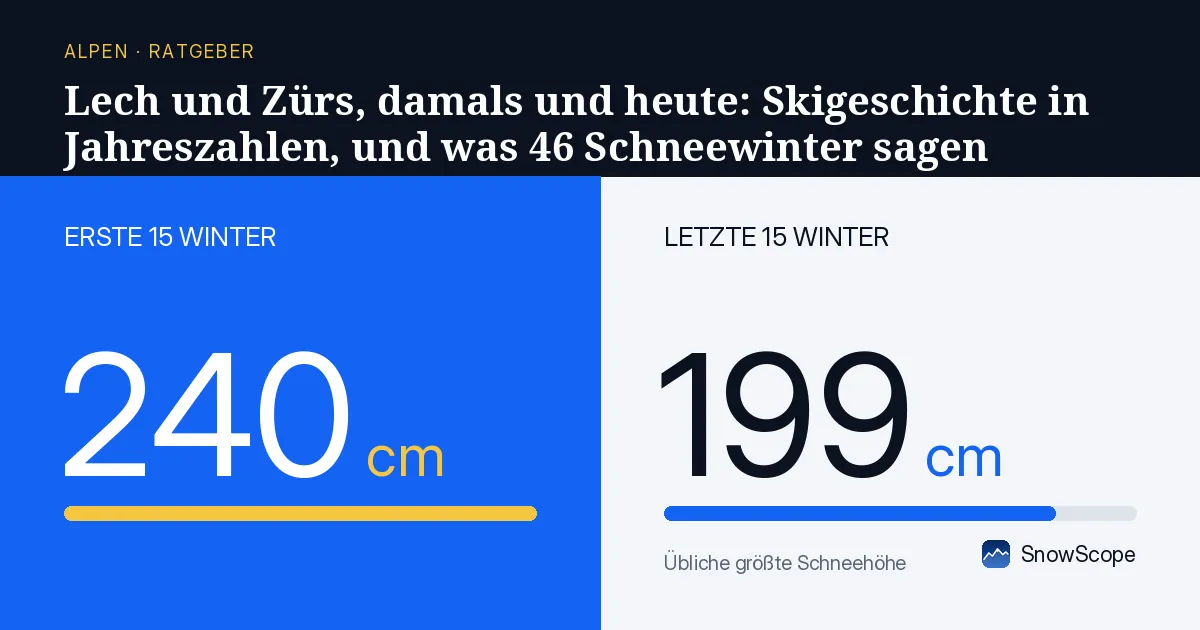 ALPEN · RATGEBER
Lech und Zürs, damals und heute: Skigeschichte in
Jahreszahlen, und was 46 Schneewinter sagen
ERSTE 15 WINTER
240 cm
LETZTE 15 WINTER
199 cm
Übliche größte Schneehöhe
SnowScope